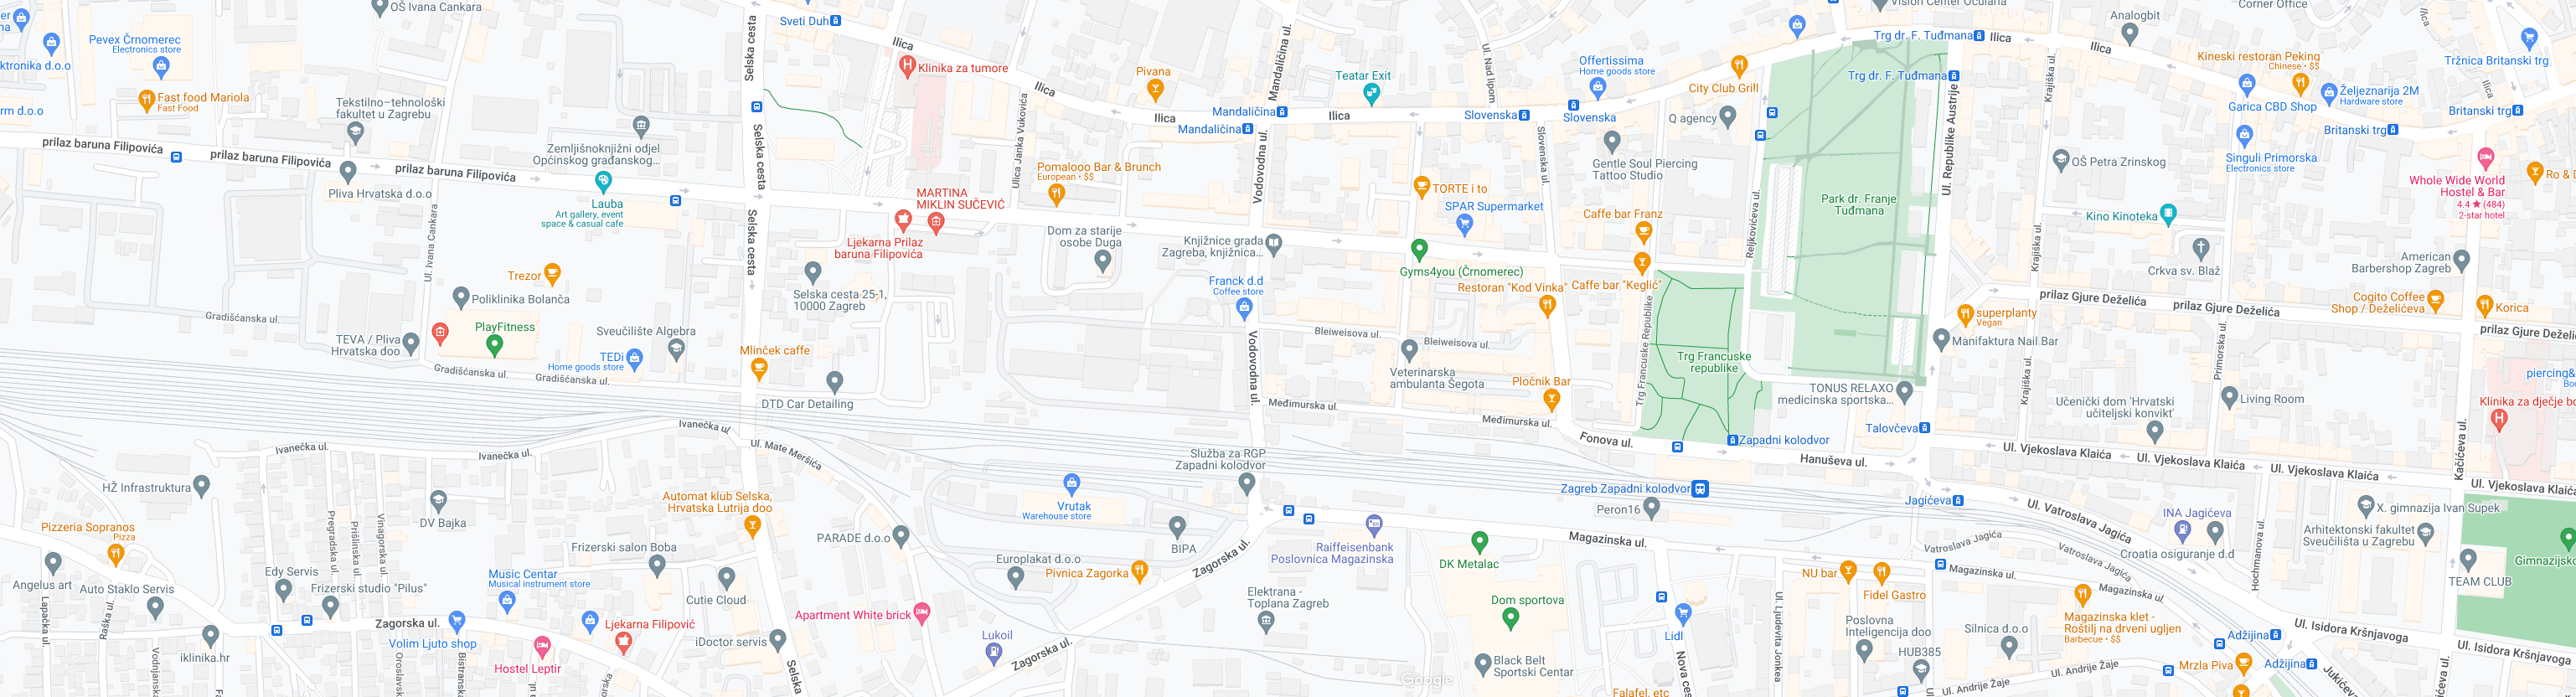 OŠ Ivana Cankara
Sveti Duh
Vision Center Oculana
Corner Office
Analogbit
Pevex Črnomerec
Electronics store
ktronika d.o.o
Fast food Mariola
Fast Food
rm d.o.o
Tekstilno–tehnološki
fakultet u Zagrebu
Zemljišnoknjižni odjel
Općinskog građanskog...
Selska cesta
Selska cesta
Selska cesta
Ilica
Klinika za tumore
Ilica
Pivana
Ilica
Mandaličina ul.
Mandaličina
Mandaličina
Teatar Exit
Ilica
Ul. Nad lipom
Slovenska
Offertissima
Home goods store
Slovenska
City Club Grill
Q agency
Trg dr. F. Tuđmana
Ilica
Trg dr. F. Tuđmana
Ilica
Kineski restoran Peking
Chinese • $$
Garica CBD Shop
Željeznarija 2M
Hardware store
Tržnica Britanski trg
Britanski trg
Britanski trg
Ilica
prilaz baruna Filipovića
prilaz baruna Filipovića
prilaz baruna Filipovića
Pliva Hrvatska d.o.o
Lauba
Art gallery, event
space & casual cafe
Ul. Ivana Cankara
Trezor
Poliklinika Bolanča
Gradišćanska ul.
PlayFitness
TEVA / Pliva
Hrvatska doo
Sveučilište Algebra
TEDi
Home goods store
Gradišćanska ul.
Gradišćanska ul.
Mlinček caffe
DTD Car Detailing
MARTINA
MIKLIN SUČEVIĆ
Ljekarna Prilaz
baruna Filipovića
Selska cesta 25-1,
10000 Zagreb
Ulica Janka Vukovića
Pomalooo Bar & Brunch
European • $$
Dom za starije
osobe Duga
Vodovodna ul.
Knjižnice grada
Zagreba, knjižnica...
Franck d.d
Coffee store
Vodovodna ul.
TORTE i to
SPAR Supermarket
Gyms4you (Črnomerec)
Slovenska ul.
Gentle Soul Piercing
Tattoo Studio
Caffe bar Franz
Restoran "Kod Vinka"
Caffe bar "Keglić"
Bleiweisova ul.
Bleiweisova ul.
Veterinarska
ambulanta Šegota
Pločnik Bar
Međimurska ul.
Međimurska ul.
Fonova ul.
Trg Francuske Republike
Trg Francuske
republike
Reljkovićeva ul.
Park dr. Franje
Tuđmana
Ul. Republike Austrije
Krajiška ul.
Krajiška ul.
Krajiška ul.
OŠ Petra Zrinskog
Singuli Primorska
Electronics store
Kino Kinoteka
Crkva sv. Blaž
Whole Wide World
Hostel & Bar
4.4 ★ (484)
2-star hotel
American
Barbershop Zagreb
Cogito Coffee
Shop / Deželićeva
Korica
prilaz Gjure Deželića
prilaz Gjure Deželića
prilaz Gjure Dežel
superplanty
Vegan
Manifaktura Nail Bar
TONUS RELAXO
medicinska sportska...
Primorska ul.
Učenički dom 'Hrvatski
učiteljski konvikt'
Living Room
piercing&
Klinika za dječje bo
Talovčeva
Zapadni kolodvor
Hanuševa ul.
Ul. Vjekoslava Klaića
Ul. Vjekoslava Klaića
Ul. Vjekoslava Klaića
Ul. Vjekoslava Klaića
Kačićeva ul.
Ivanečka ul.
Ivanečka ul.
Ivanečka ul.
Ul. Mate Meršića
HŽ Infrastruktura
DV Bajka
Pizzeria Sopranos
Pizza
Angelus art
Auto Staklo Servis
Edy Servis
Frizerski studio "Pilus"
Pregradska ul.
Prišlinska ul.
Vinagorska ul.
Frizerski salon Boba
Automat klub Selska,
Hrvatska Lutrija doo
Music Centar
Musical instrument store
Cutie Cloud
PARADE d.o.o
Apartment White brick
iDoctor servis
Ljekarna Filipović
Volim Ljuto shop
Hostel Leptir
Zagorska ul.
iklinika.hr
Lapačka ul.
Raška ul.
Selska
Služba za RGP
Zapadni kolodvor
Vrutak
Warehouse store
BIPA
Europlakat d.o.o
Pivnica Zagorka
Zagorska ul.
Lukoil
Zagorska ul.
Elektrana -
Toplana Zagreb
Raiffeisenbank
Poslovnica Magazinska
DK Metalac
Dom sportova
Black Belt
Sportski Centar
Google
Zagreb Zapadni kolodvor
Peron16
Magazinska ul.
Lidl
Nova ces
Falafel, etc
Ul. Ljudevita Jonkea
NU bar
Fidel Gastro
Poslovna
Inteligencija doo
HUB385
Silnica d.o.o
Jagićeva
Ul. Vatroslava Jagića
Vatroslava Jagića
Vatroslava Jagića
Magazinska ul.
Magazinska ul.
Magazinska klet -
Roštilj na drveni ugljen
Barbecue • $$
Ul. Andrije Žaje
Ul. Andrije Žaje
Mrzla Piva
Adžijina
Adžijina
INA Jagićeva
Croatia osiguranje d.d
Hochmanova ul.
X. gimnazija Ivan Supek
Arhitektonski fakultet
Sveučilišta u Zagrebu
TEAM CLUB
Gimnazijsko
Ul. Isidora Kršnjavoga
Ul. Isidora Kršnjavoga
Jukićeva